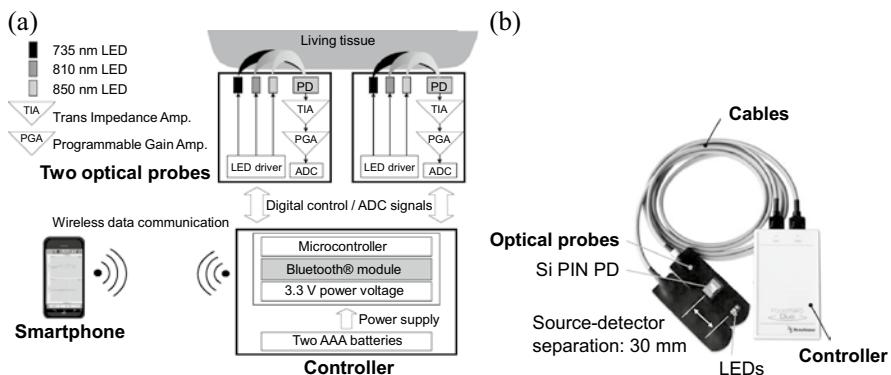 (a)
735 nm LED
810 nm LED
850 nm LED
TIA
Trans Impedance Amp.
PGA
Programmable Gain Amp.
Two optical probes
Living tissue
PD
TIA
PGA
LED driver
ADC
PD
TIA
PGA
LED driver
ADC
Digital control / ADC signals
Wireless data communication
Smartphone
Microcontroller
Bluetooth® module
3.3 V power voltage
Power supply
Two AAA batteries
Controller
(b)
Cables
Optical probes
Si PIN PD
Source-detector
separation: 30 mm
LEDs
Controller